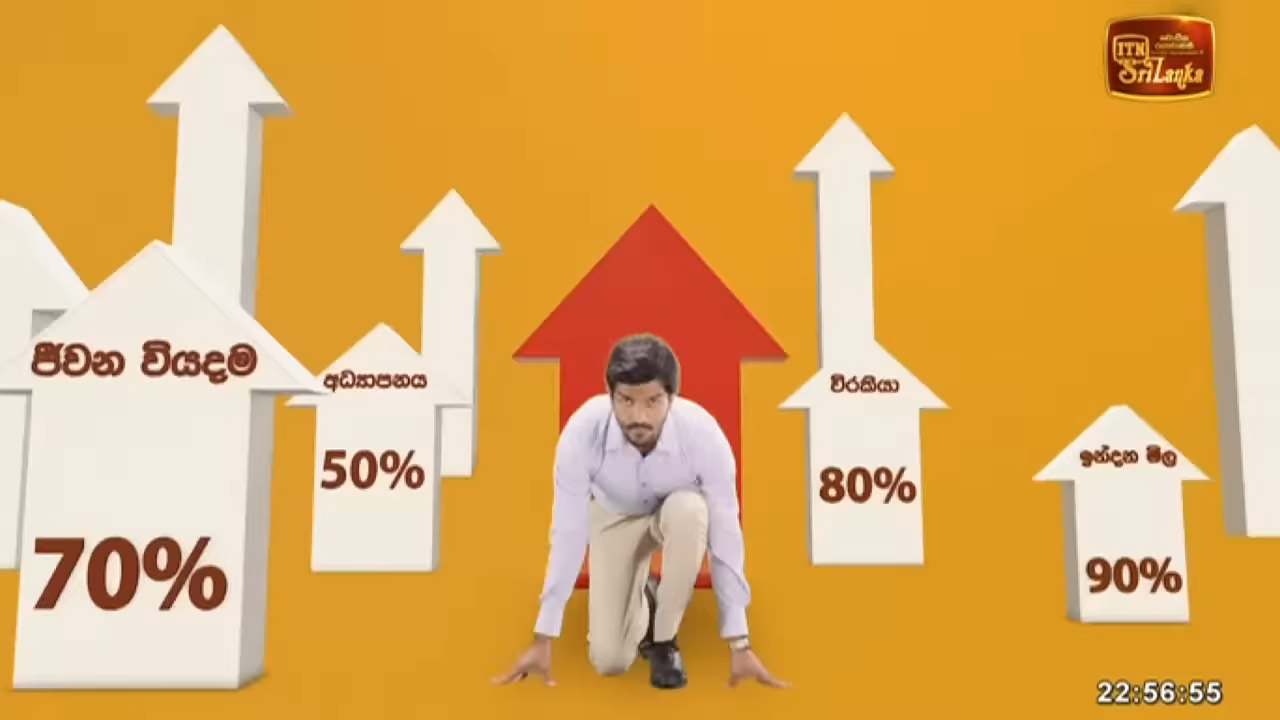 ITN
SriLanka
ජීවන වියදම
70%
අධ්‍යාපනය
50%
විරකියා
80%
ඉන්දන මිල
90%
22:56:55